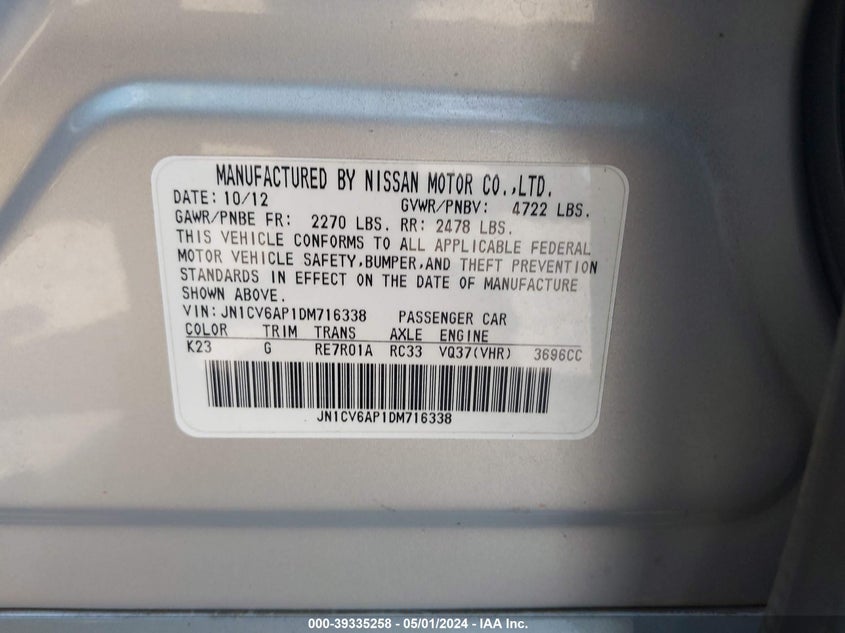 MANUFACTURED BY NISSAN MOTOR CO.,LTD.
DATE: 10/12 GVWR/PNBV: 4722 LBS.
GAWR/PNBE FR: 2270 LBS. RR: 2478 LBS.
THIS VEHICLE CONFORMS TO ALL APPLICABLE FEDERAL
MOTOR VEHICLE SAFETY,BUMPER,AND THEFT PREVENTION
STANDARDS IN EFFECT ON THE DATE OF MANUFACTURE
SHOWN ABOVE.
VIN: JN1CV6AP1DM716338 PASSENGER CAR
COLOR TRIM TRANS AXLE ENGINE
K23 G RE7R01A RC33 VQ37(VHR) 3696CC
JN1CV6AP1DM716338
000-39335258 - 05/01/2024 - IAA Inc.